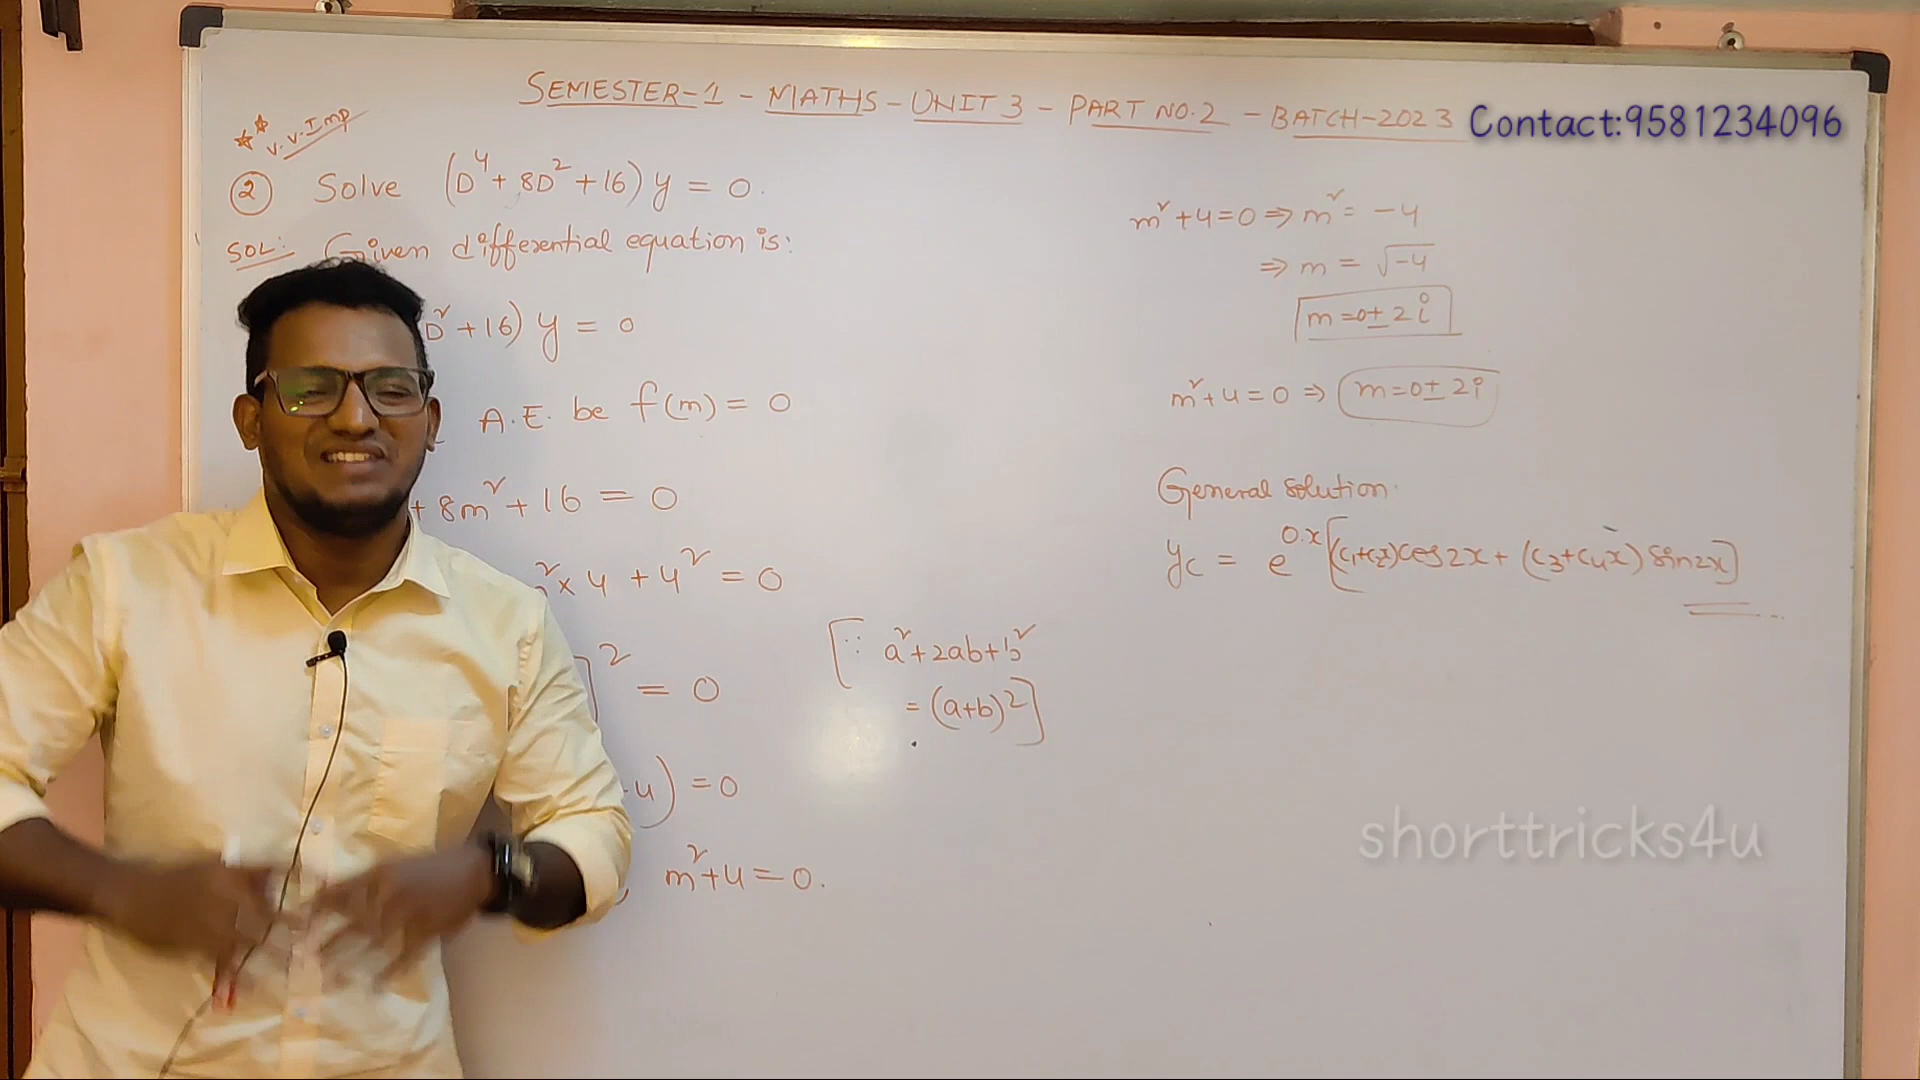 SEMESTER-1 - MATHS - UNIT 3 - PART NO.2 - BATCH-2023
Contact:9581234096
v.v.Imp
② Solve (D⁴ + 8D² + 16) y = 0.
SOL: Given differential equation is:
D² + 16) y = 0
A.E. be f(m) = 0
+ 8m² + 16 = 0
² × 4 + 4² = 0
]² = 0
[∵ a² + 2ab + b²
= (a+b)²]
4) = 0
m² + 4 = 0.
m² + 4 = 0 ⇒ m² = -4
⇒ m = √-4
m = 0 ± 2i
m² + 4 = 0 ⇒ m = 0 ± 2i
General solution.
yc = e^0.x [(c1+c2x) cos2x + (c3+c4x) sin2x]
shorttricks4u